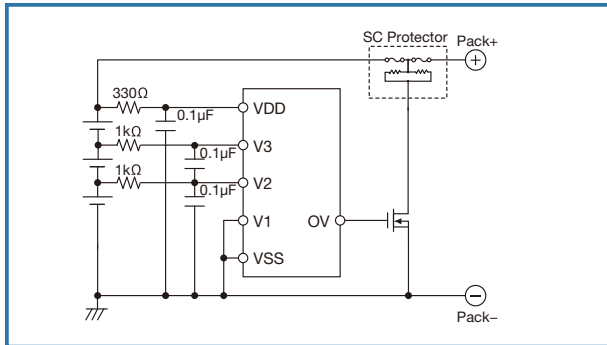 SC Protector
Pack+
330Ω
0.1µF
VDD
1kΩ
0.1µF
V3
1kΩ
0.1µF
V2
V1
OV
VSS
Pack−